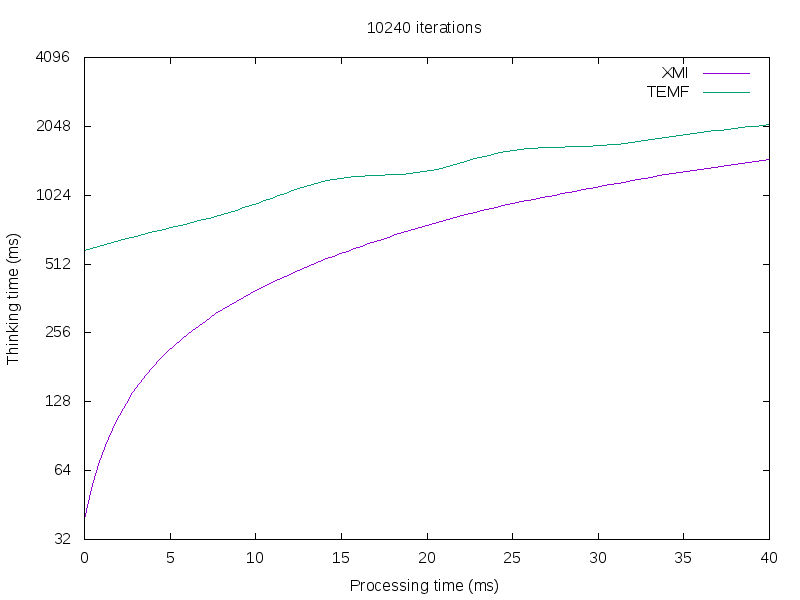 10240 iterations
XMI
TEMF
4096
2048
1024
512
256
128
64
32
0 5 10 15 20 25 30 35 40
Thinking time (ms)
Processing time (ms)